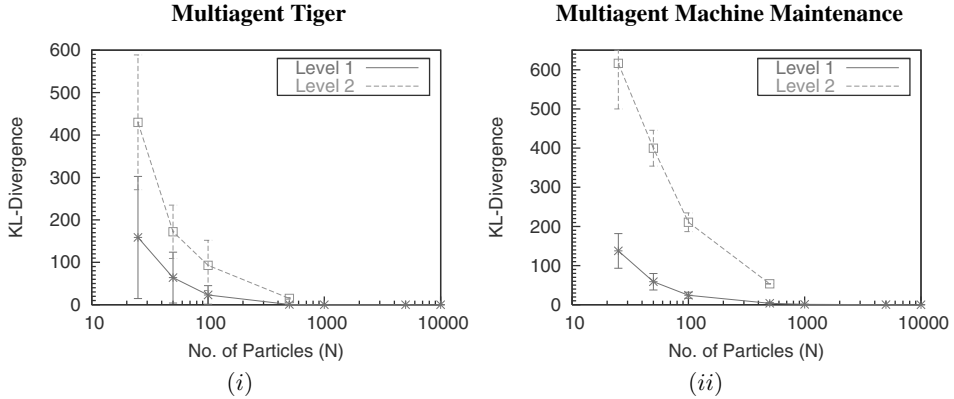 Multiagent Tiger
600
500
400
300
200
100
0
KL-Divergence
Level 1
Level 2
10
100
1000
10000
No. of Particles (N)
(i)
Multiagent Machine Maintenance
600
500
400
300
200
100
0
KL-Divergence
Level 1
Level 2
10
100
1000
10000
No. of Particles (N)
(ii)